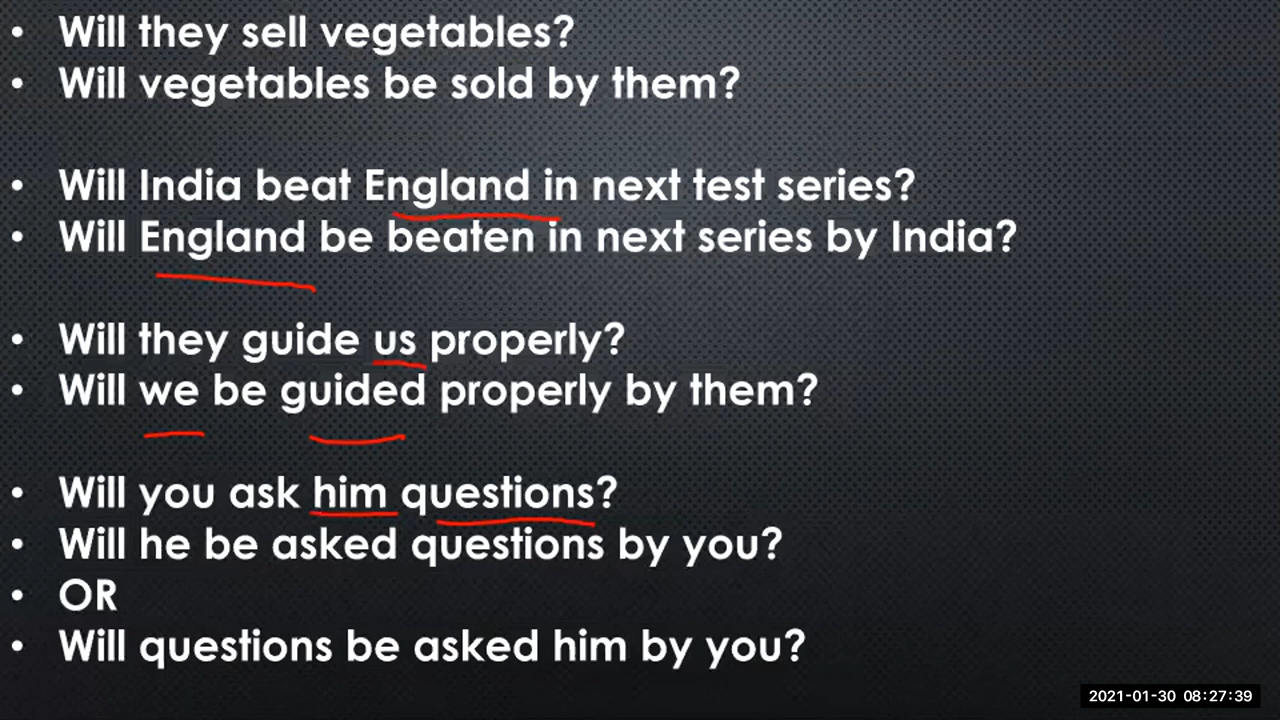 • Will they sell vegetables?
• Will vegetables be sold by them?
• Will India beat England in next test series?
• Will England be beaten in next series by India?
• Will they guide us properly?
• Will we be guided properly by them?
• Will you ask him questions?
• Will he be asked questions by you?
• OR
• Will questions be asked him by you?
2021-01-30 08:27:39